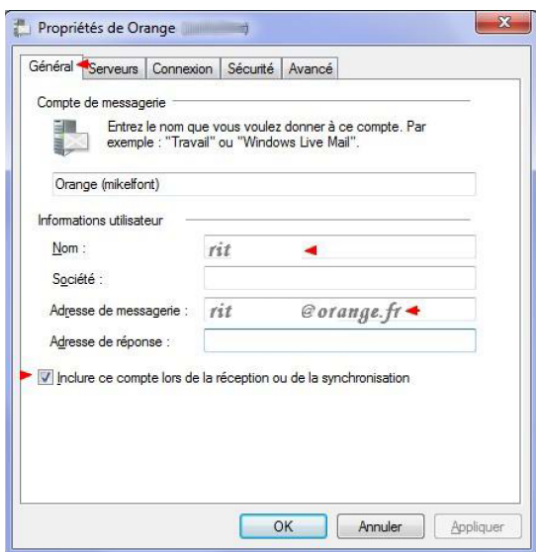 Propriétés de Orange
Général Serveurs Connexion Sécurité Avancé
Compte de messagerie
Entrez le nom que vous voulez donner à ce compte. Par
exemple : "Travail" ou "Windows Live Mail".
Orange (mikelfont)
Informations utilisateur
Nom : rit
Société :
Adresse de messagerie : rit @orange.fr
Adresse de réponse :
Inclure ce compte lors de la réception ou de la synchronisation
OK Annuler Appliquer